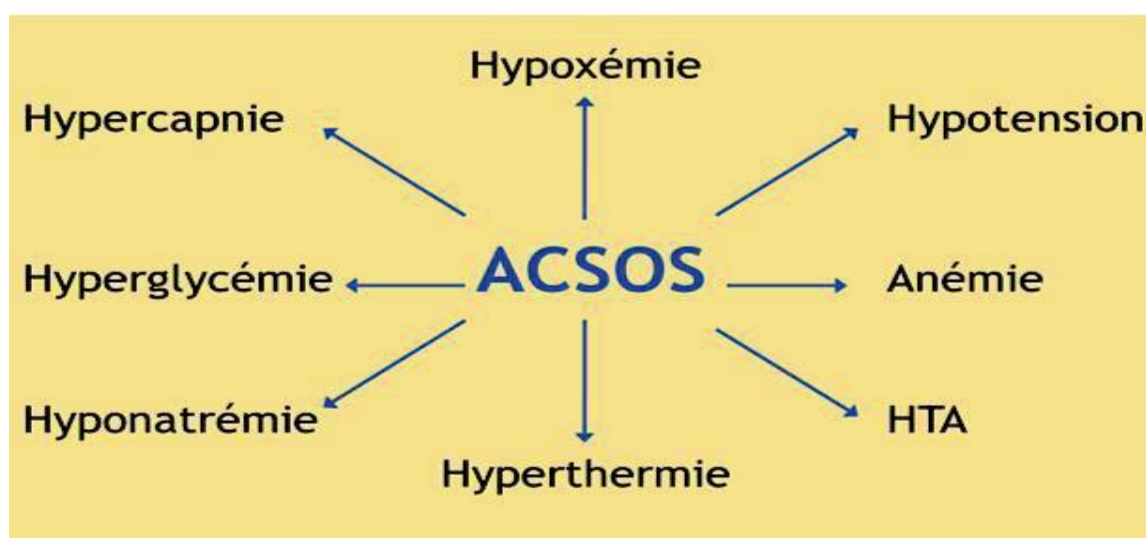 Hypoxémie
Hypercapnie
Hypotension
ACSOS
Hyperglycémie
Anémie
Hyponatrémie
HTA
Hyperthermie